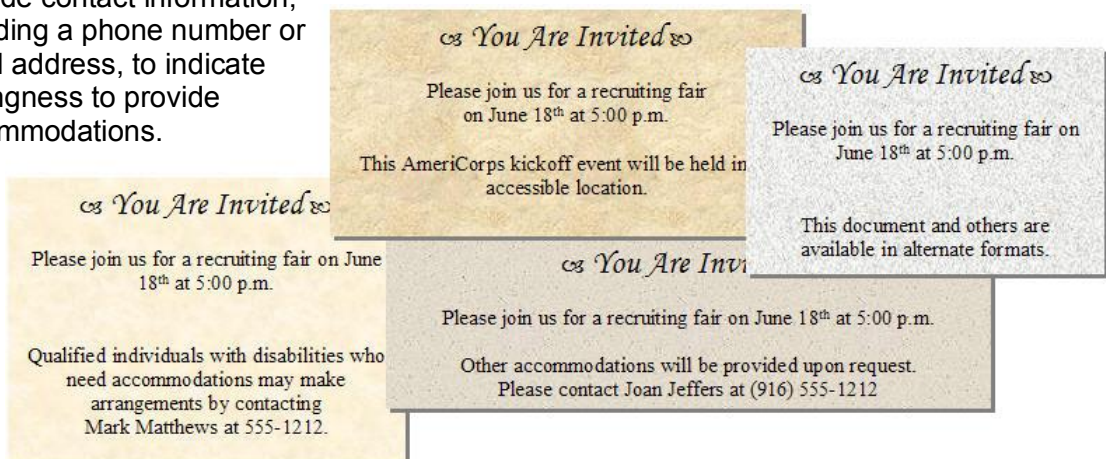 contact information,
a phone number or
address, to indicate
to provide
You Are Invited
Please join us for a recruiting fair
on June 18th at 5:00 p.m.
This AmeriCorps kickoff event will be held in
accessible location.
You Are Invited
Please join us for a recruiting fair on
June 18th at 5:00 p.m.
This document and others are
available in alternate formats.
You Are Invited
Please join us for a recruiting fair on June
18th at 5:00 p.m.
Qualified individuals with disabilities who
need accommodations may make
arrangements by contacting
Mark Matthews at 555-1212.
You Are
Please join us for a recruiting fair on June 18th at 5:00 p.m.
Other accommodations will be provided upon request.
Please contact Joan Jeffers at (916) 555-1212